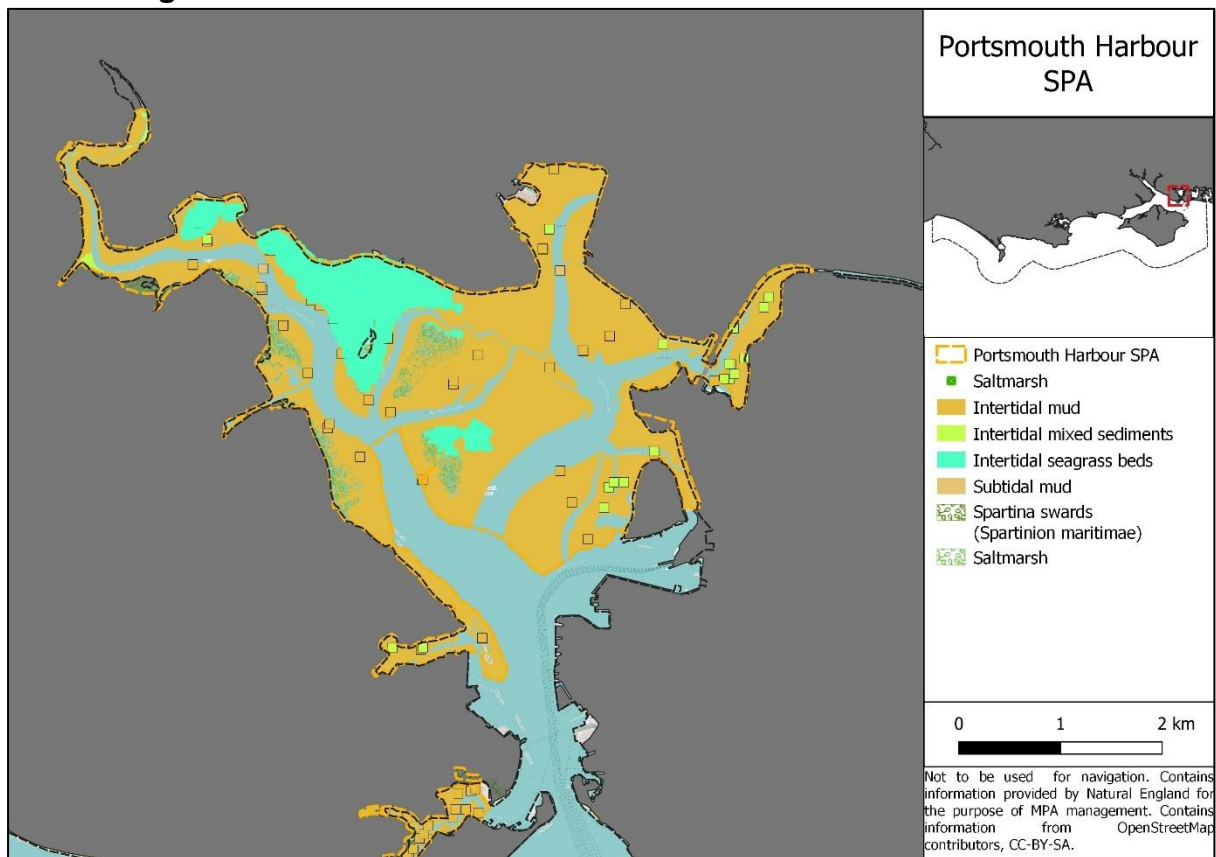 Portsmouth Harbour
SPA
Portsmouth Harbour SPA
Saltmarsh
Intertidal mud
Intertidal mixed sediments
Intertidal seagrass beds
Subtidal mud
Spartina swards
(Spartinion maritimae)
Saltmarsh
0 1 2 km
Not to be used for navigation. Contains
information provided by Natural England for
the purpose of MPA management. Contains
information from OpenStreetMap
contributors, CC-BY-SA.